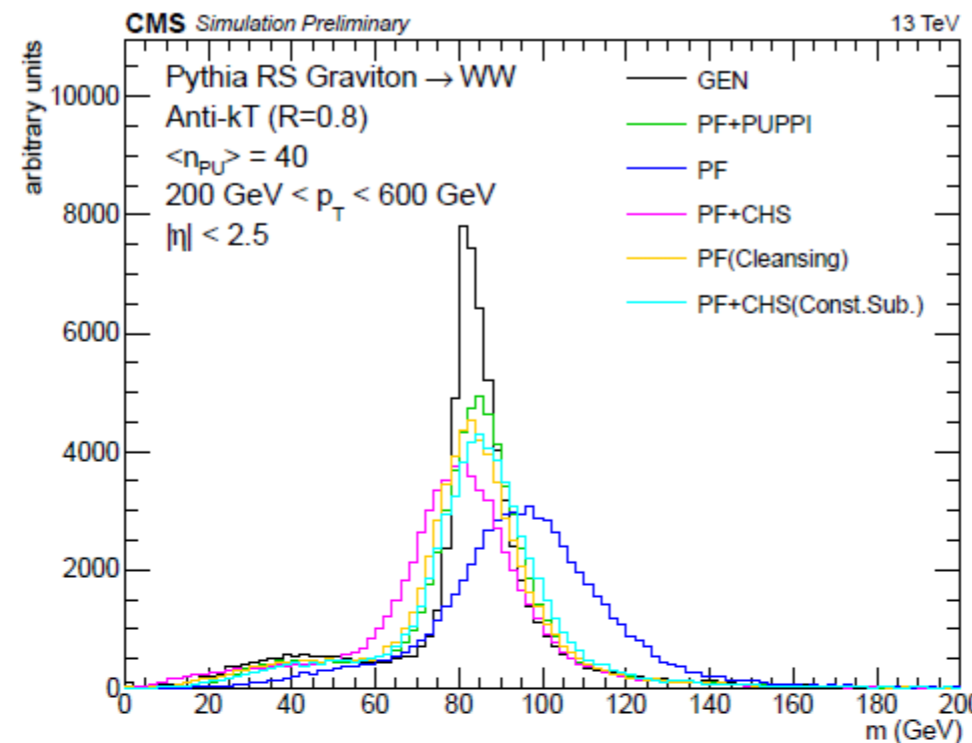 CMS Simulation Preliminary 13 TeV
arbitrary units
Pythia RS Graviton → WW
Anti-kT (R=0.8)
<n_PU> = 40
200 GeV < p_T < 600 GeV
|η| < 2.5
GEN
PF+PUPPI
PF
PF+CHS
PF(Cleansing)
PF+CHS(Const.Sub.)
10000
8000
6000
4000
2000
0
0 20 40 60 80 100 120 140 160 180 200
m (GeV)